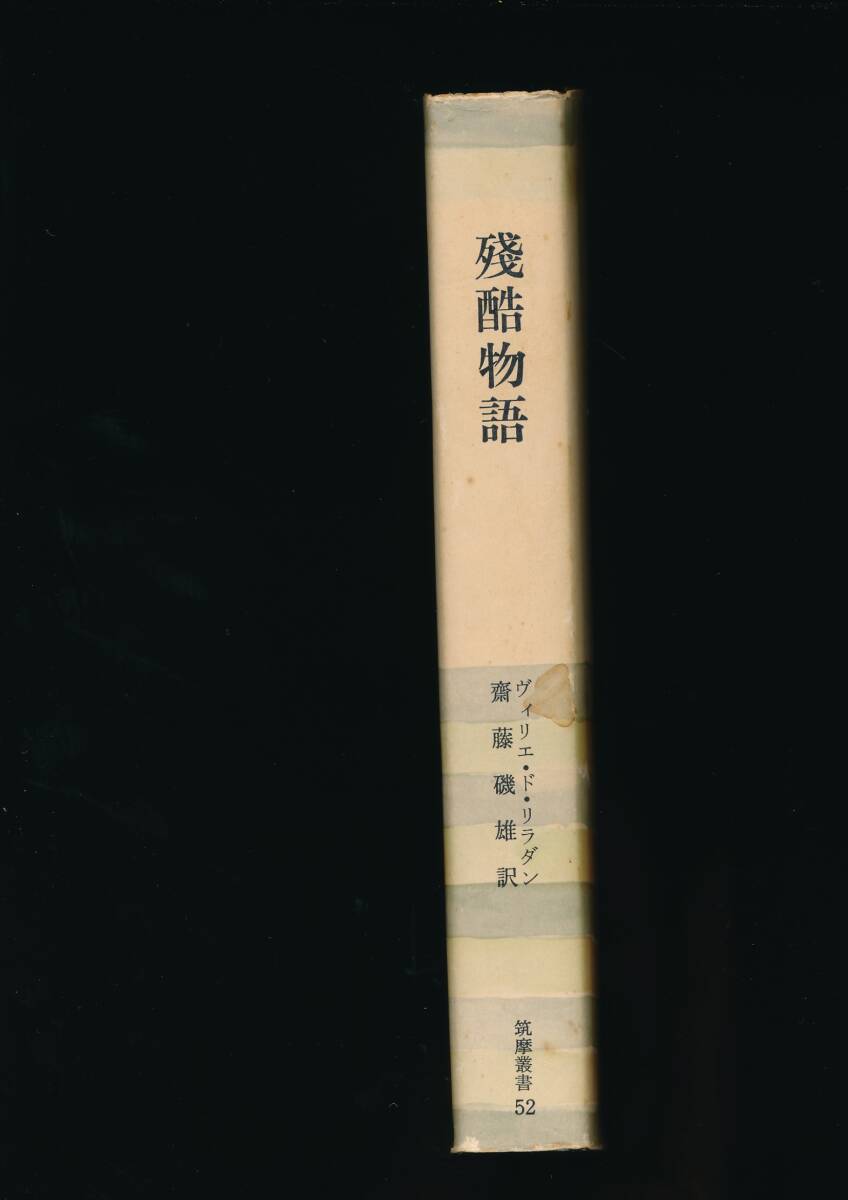 殘酷物語
ヴィリエ・ド・リラダン
齋藤磯雄訳
筑摩叢書 52